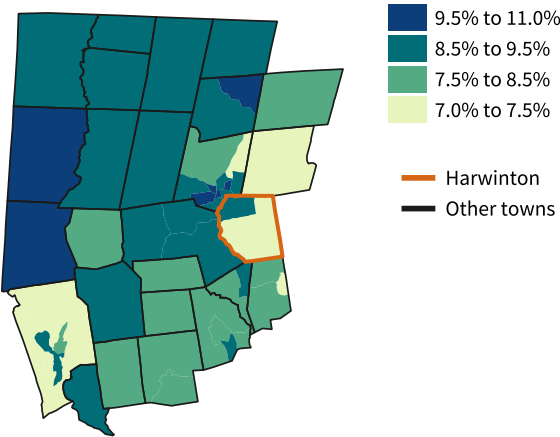 9.5% to 11.0%
8.5% to 9.5%
7.5% to 8.5%
7.0% to 7.5%
Harwinton
Other towns